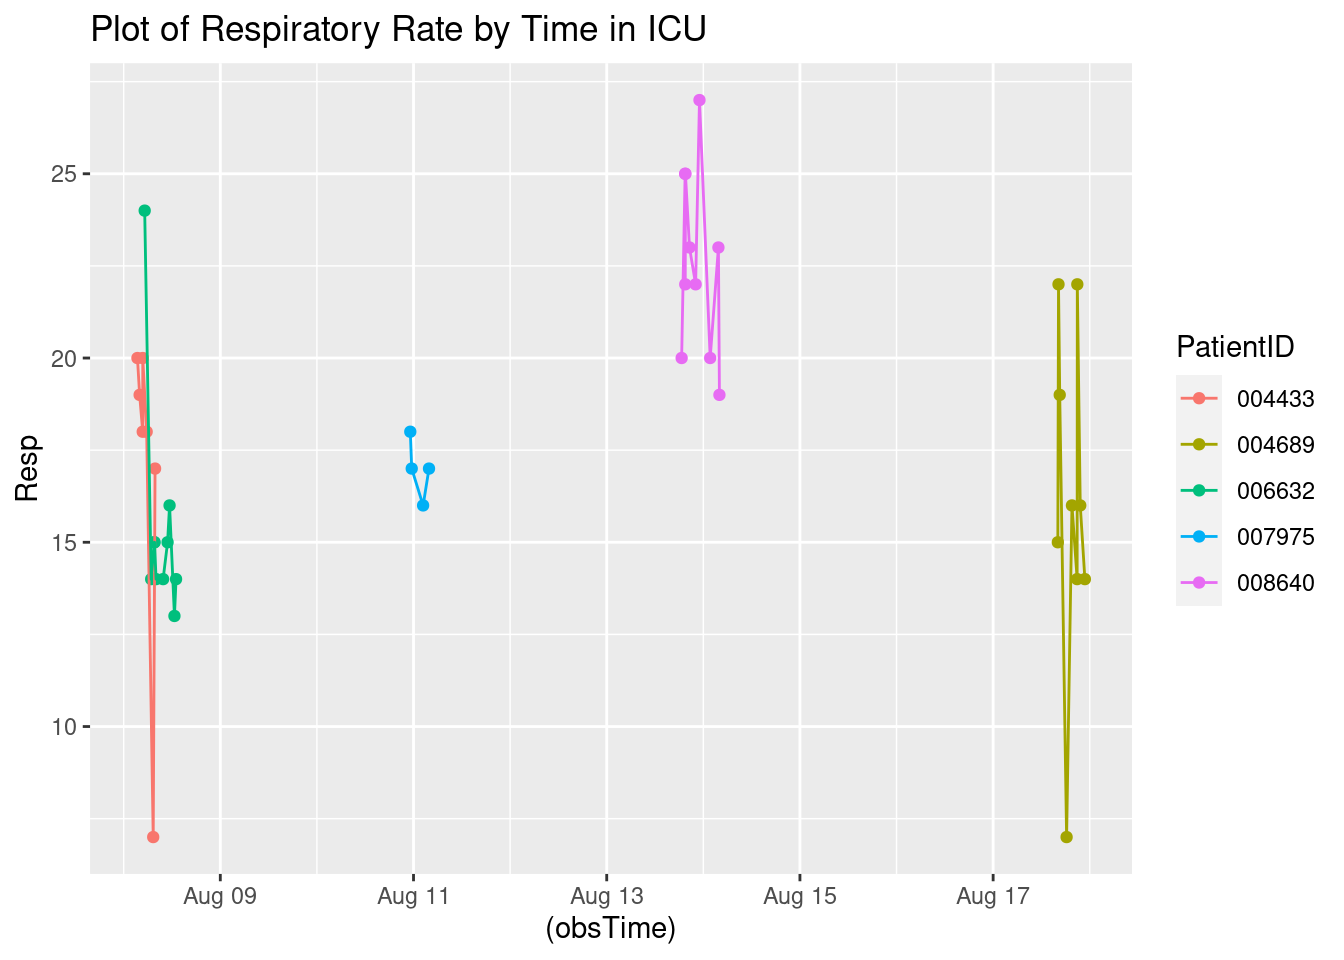 Plot of Respiratory Rate by Time in ICU
Resp
25
20
15
10
Aug 09 Aug 11 Aug 13 Aug 15 Aug 17
(obsTime)
PatientID
004433
004689
006632
007975
008640